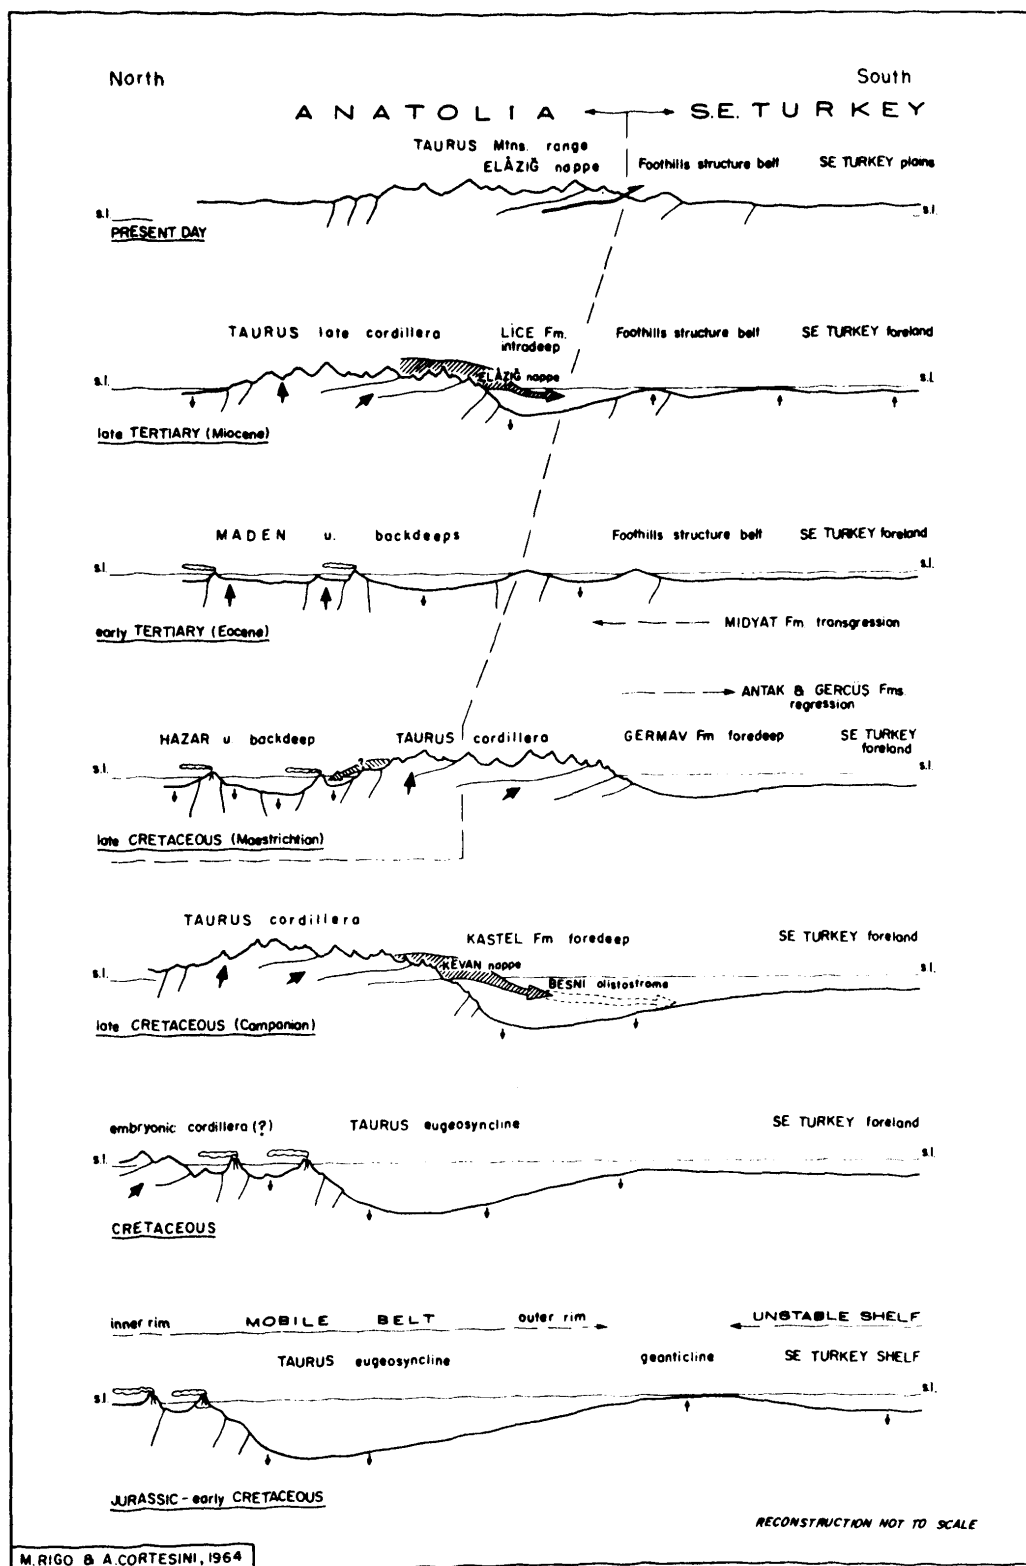 North South
ANATOLIA S.E. TURKEY
TAURUS Mtns. range
ELÂZIĞ nappe Foothills structure belt SE TURKEY plains
s.l. s.l.
PRESENT DAY
TAURUS late cordillera LİCE Fm. intradeep Foothills structure belt SE TURKEY foreland
s.l. s.l.
ELÂZIĞ nappe
late TERTIARY (Miocene)
MADEN u. backdeeps Foothills structure belt SE TURKEY foreland
s.l. s.l.
early TERTIARY (Eocene) MIDYAT Fm. transgression
ANTAK & GERCÜŞ Fms.
regression
HAZAR u backdeep TAURUS cordillera GERMAV Fm foredeep SE TURKEY foreland
s.l. ? s.l.
late CRETACEOUS (Maestrichtian)
TAURUS cordillera KASTEL Fm foredeep SE TURKEY foreland
s.l. KEVAN nappe s.l.
BESNI olistostrome
late CRETACEOUS (Campanian)
embryonic cordillera (?) TAURUS eugeosyncline SE TURKEY foreland
s.l. s.l.
CRETACEOUS
inner rim MOBILE BELT outer rim UNSTABLE SHELF
TAURUS eugeosyncline geanticline SE TURKEY SHELF
s.l. s.l.
JURASSIC - early CRETACEOUS
RECONSTRUCTION NOT TO SCALE
M. RIGO & A. CORTESINI, 1964